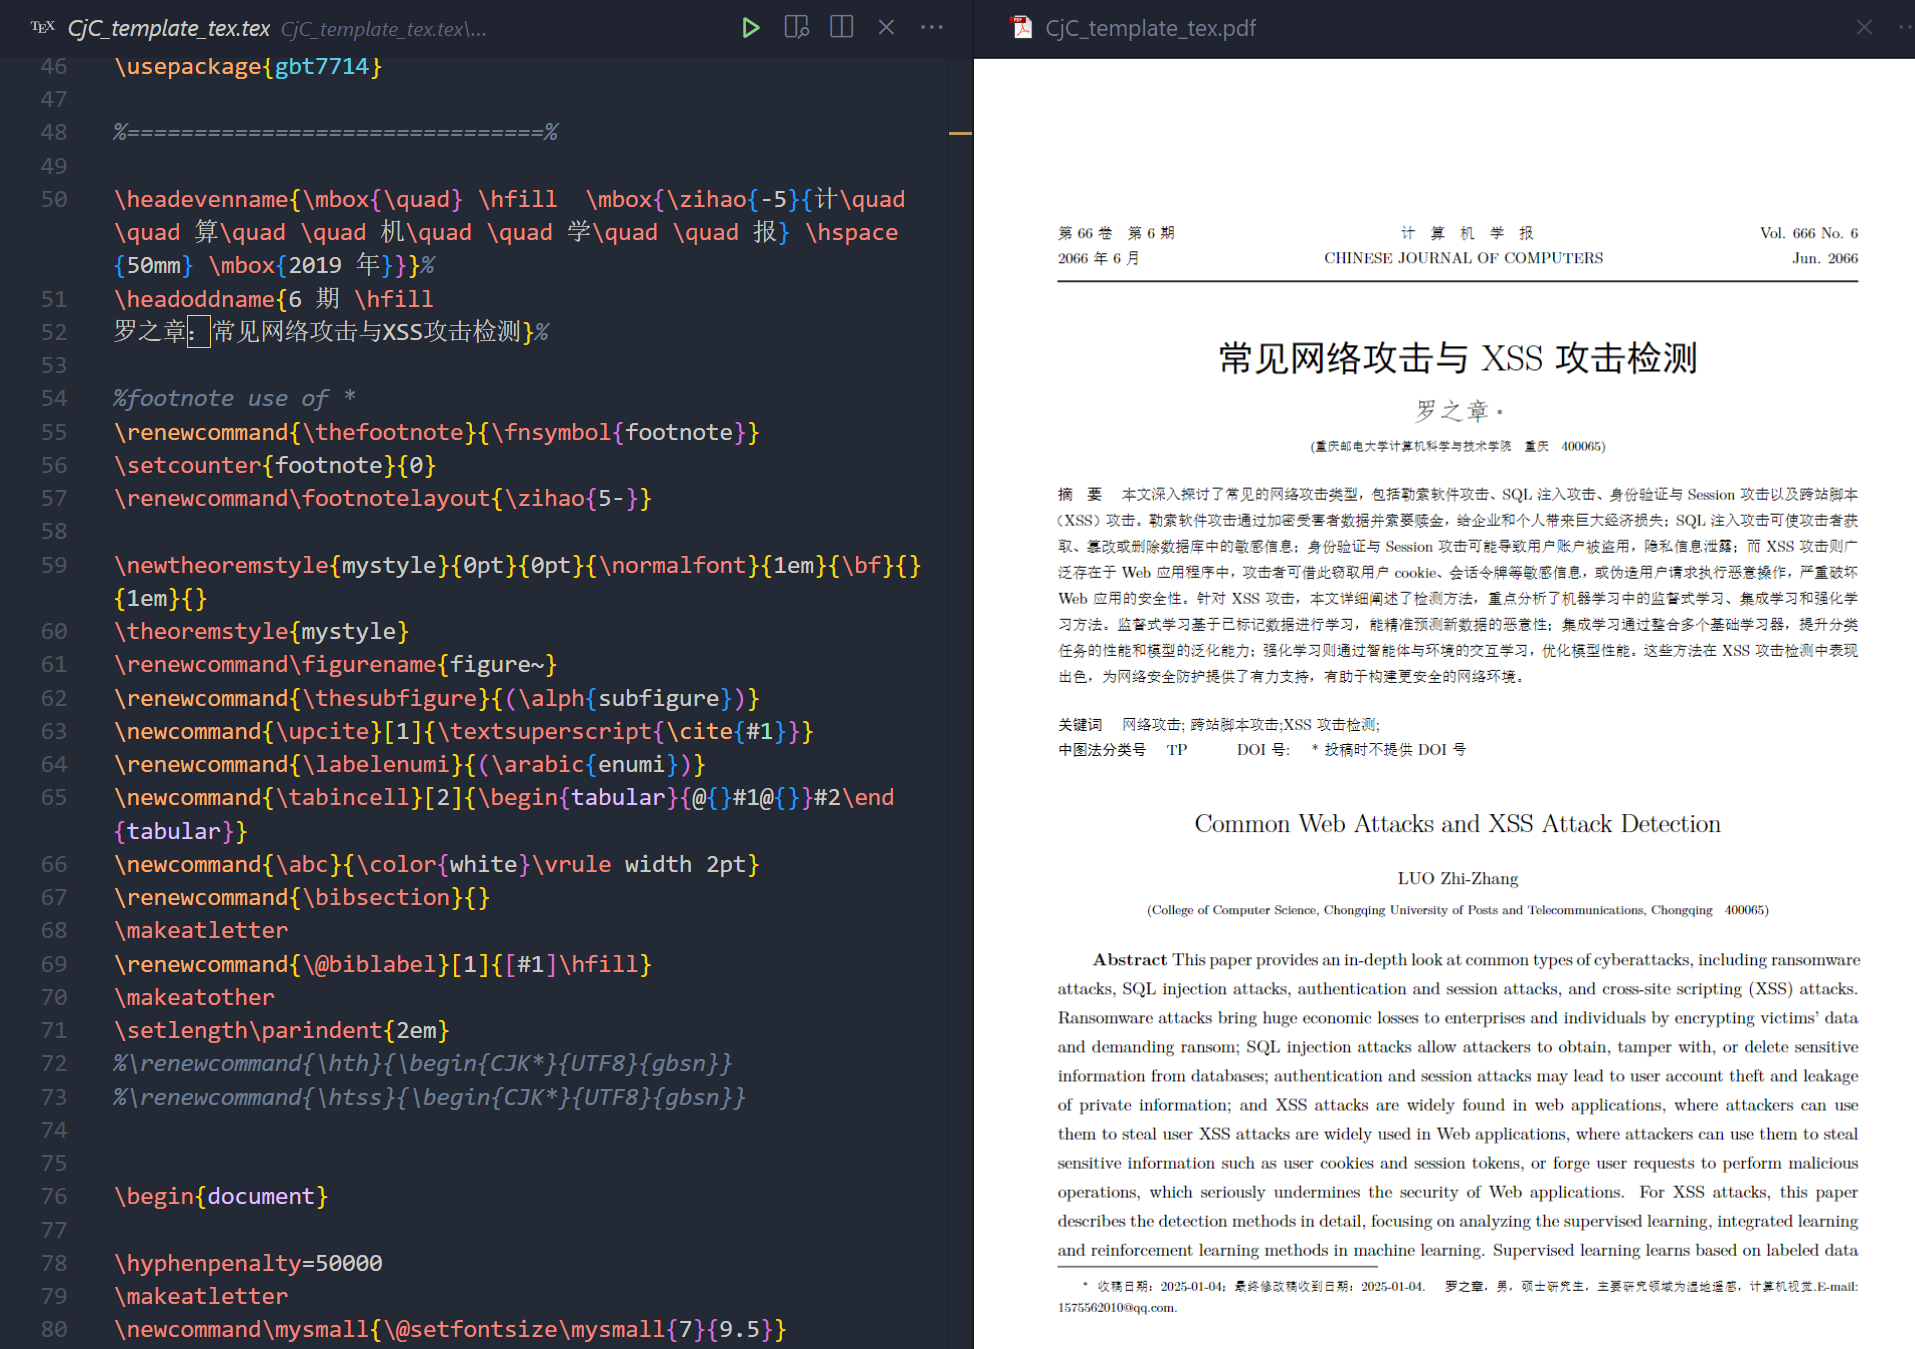 TEX CjC_template_tex.tex CjC_template_tex.tex\...
46 \usepackage{gbt7714}
47
48 %===============================%
49
50 \headevenname{\mbox{\quad} \hfill  \mbox{\zihao{-5}{计\quad
\quad 算\quad \quad 机\quad \quad 学\quad \quad 报} \hspace
{50mm} \mbox{2019 年}}}%
51 \headoddname{6 期 \hfill
52 罗之章：常见网络攻击与XSS攻击检测}%
53
54 %footnote use of *
55 \renewcommand{\thefootnote}{\fnsymbol{footnote}}
56 \setcounter{footnote}{0}
57 \renewcommand\footnotelayout{\zihao{5-}}
58
59 \newtheoremstyle{mystyle}{0pt}{0pt}{\normalfont}{1em}{\bf}{}
{1em}{}
60 \theoremstyle{mystyle}
61 \renewcommand\figurename{figure~}
62 \renewcommand{\thesubfigure}{(\alph{subfigure})}
63 \newcommand{\upcite}[1]{\textsuperscript{\cite{#1}}}
64 \renewcommand{\labelenumi}{(\arabic{enumi})}
65 \newcommand{\tabincell}[2]{\begin{tabular}{@{}#1@{}}#2\end
{tabular}}
66 \newcommand{\abc}{\color{white}\vrule width 2pt}
67 \renewcommand{\bibsection}{}
68 \makeatletter
69 \renewcommand{\@biblabel}[1]{[#1]\hfill}
70 \makeatother
71 \setlength\parindent{2em}
72 %\renewcommand{\hth}{\begin{CJK*}{UTF8}{gbsn}}
73 %\renewcommand{\htss}{\begin{CJK*}{UTF8}{gbsn}}
74
75
76 \begin{document}
77
78 \hyphenpenalty=50000
79 \makeatletter
80 \newcommand\mysmall{\@setfontsize\mysmall{7}{9.5}}
CjC_template_tex.pdf
第 66 卷 第 6 期 计 算 机 学 报 Vol. 666 No. 6
2066 年 6 月 CHINESE JOURNAL OF COMPUTERS Jun. 2066
常见网络攻击与 XSS 攻击检测
罗之章 *
(重庆邮电大学计算机科学与技术学院 重庆 400065)
摘 要 本文深入探讨了常见的网络攻击类型，包括勒索软件攻击、SQL 注入攻击、身份验证与 Session 攻击以及跨站脚本
（XSS）攻击。勒索软件攻击通过加密受害者数据并索要赎金，给企业和个人带来巨大经济损失；SQL 注入攻击可使攻击者获
取、篡改或删除数据库中的敏感信息；身份验证与 Session 攻击可能导致用户账户被盗用，隐私信息泄露；而 XSS 攻击则广
泛存在于 Web 应用程序中，攻击者可借此窃取用户 cookie、会话令牌等敏感信息，或伪造用户请求执行恶意操作，严重破坏
Web 应用的安全性。针对 XSS 攻击，本文详细阐述了检测方法，重点分析了机器学习中的监督式学习、集成学习和强化学
习方法。监督式学习基于已标记数据进行学习，能精准预测新数据的恶意性；集成学习通过整合多个基础学习器，提升分类
任务的性能和模型的泛化能力；强化学习则通过智能体与环境的交互学习，优化模型性能。这些方法在 XSS 攻击检测中表现
出色，为网络安全防护提供了有力支持，有助于构建更安全的网络环境。
关键词 网络攻击; 跨站脚本攻击;XSS 攻击检测;
中图法分类号 TP DOI 号: * 投稿时不提供 DOI 号
Common Web Attacks and XSS Attack Detection
LUO Zhi-Zhang
(College of Computer Science, Chongqing University of Posts and Telecommunications, Chongqing 400065)
Abstract This paper provides an in-depth look at common types of cyberattacks, including ransomware
attacks, SQL injection attacks, authentication and session attacks, and cross-site scripting (XSS) attacks.
Ransomware attacks bring huge economic losses to enterprises and individuals by encrypting victims' data
and demanding ransom; SQL injection attacks allow attackers to obtain, tamper with, or delete sensitive
information from databases; authentication and session attacks may lead to user account theft and leakage
of private information; and XSS attacks are widely found in web applications, where attackers can use
them to steal user XSS attacks are widely used in Web applications, where attackers can use them to steal
sensitive information such as user cookies and session tokens, or forge user requests to perform malicious
operations, which seriously undermines the security of Web applications. For XSS attacks, this paper
describes the detection methods in detail, focusing on analyzing the supervised learning, integrated learning
and reinforcement learning methods in machine learning. Supervised learning learns based on labeled data
* 收稿日期：2025-01-04；最终修改稿收到日期：2025-01-04. 罗之章，男，硕士研究生，主要研究领域为湿地遥感，计算机视觉.E-mail:
1575562010@qq.com.